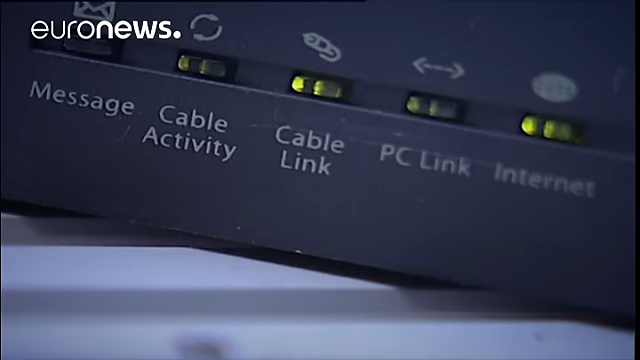 euronews.
Message
Cable
Activity
Cable
Link
PC Link
Internet